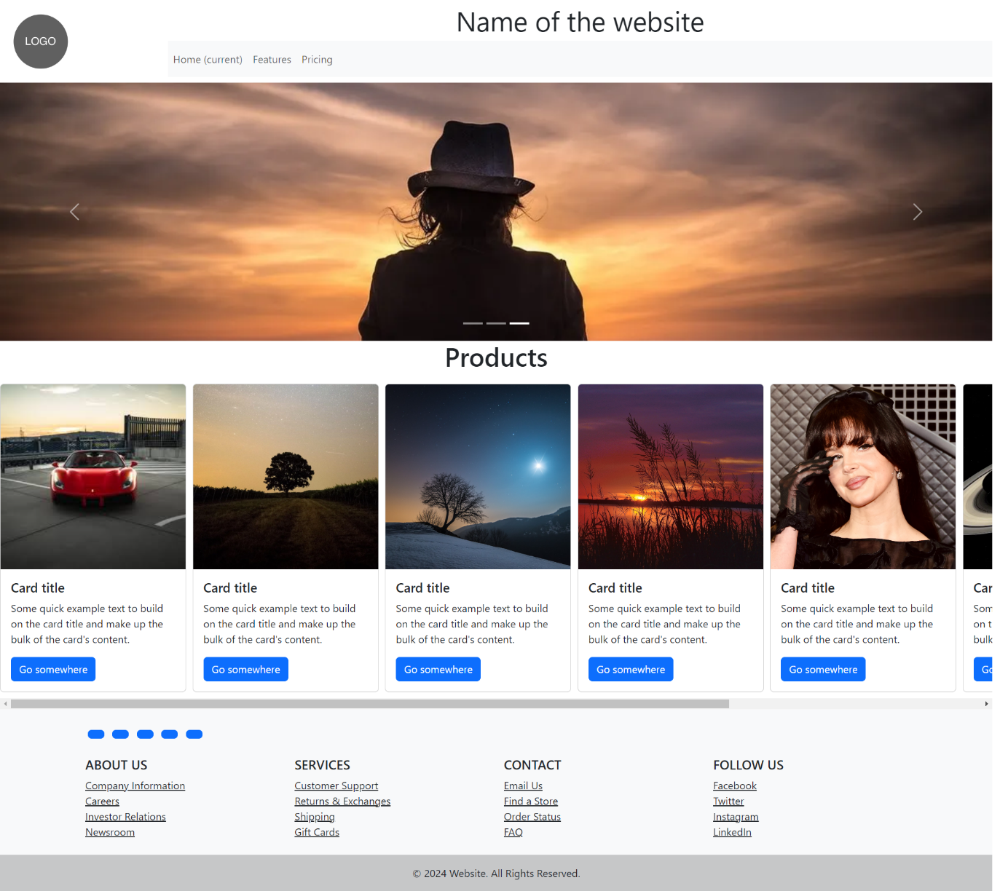 LOGO
Name of the website
Home (current) Features Pricing
Products
Card title
Some quick example text to build
on the card title and make up the
bulk of the card's content.
Go somewhere
Card title
Some quick example text to build
on the card title and make up the
bulk of the card's content.
Go somewhere
Card title
Some quick example text to build
on the card title and make up the
bulk of the card's content.
Go somewhere
Card title
Some quick example text to build
on the card title and make up the
bulk of the card's content.
Go somewhere
Card title
Some quick example text to build
on the card title and make up the
bulk of the card's content.
Go somewhere
ABOUT US
Company Information
Careers
Investor Relations
Newsroom
SERVICES
Customer Support
Returns & Exchanges
Shipping
Gift Cards
CONTACT
Email Us
Find a Store
Order Status
FAQ
FOLLOW US
Facebook
Twitter
Instagram
LinkedIn
© 2024 Website. All Rights Reserved.